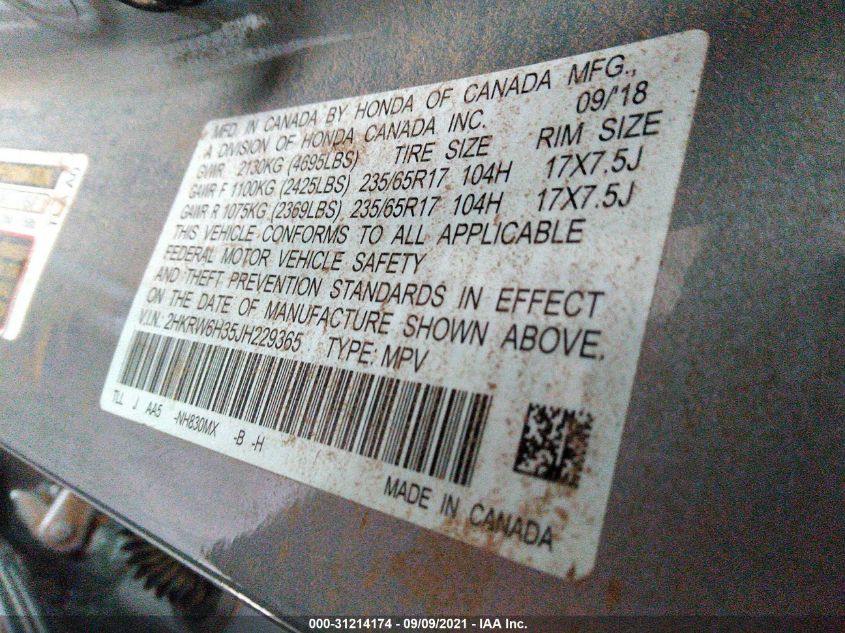 MFD. IN CANADA BY HONDA OF CANADA MFG.,
A DIVISION OF HONDA CANADA INC. 09/'18
GVWR 2130KG (4695LBS) TIRE SIZE RIM SIZE
GAWR F 1100KG (2425LBS) 235/65R17 104H 17X7.5J
GAWR R 1075KG (2369LBS) 235/65R17 104H 17X7.5J
THIS VEHICLE CONFORMS TO ALL APPLICABLE
FEDERAL MOTOR VEHICLE SAFETY
AND THEFT PREVENTION STANDARDS IN EFFECT
ON THE DATE OF MANUFACTURE SHOWN ABOVE.
V.I.N. 2HKRW6H35JH229365 TYPE: MPV
TLL J AA5 -NH830MX -B -H
MADE IN CANADA
000-31214174 - 09/09/2021 - IAA Inc.